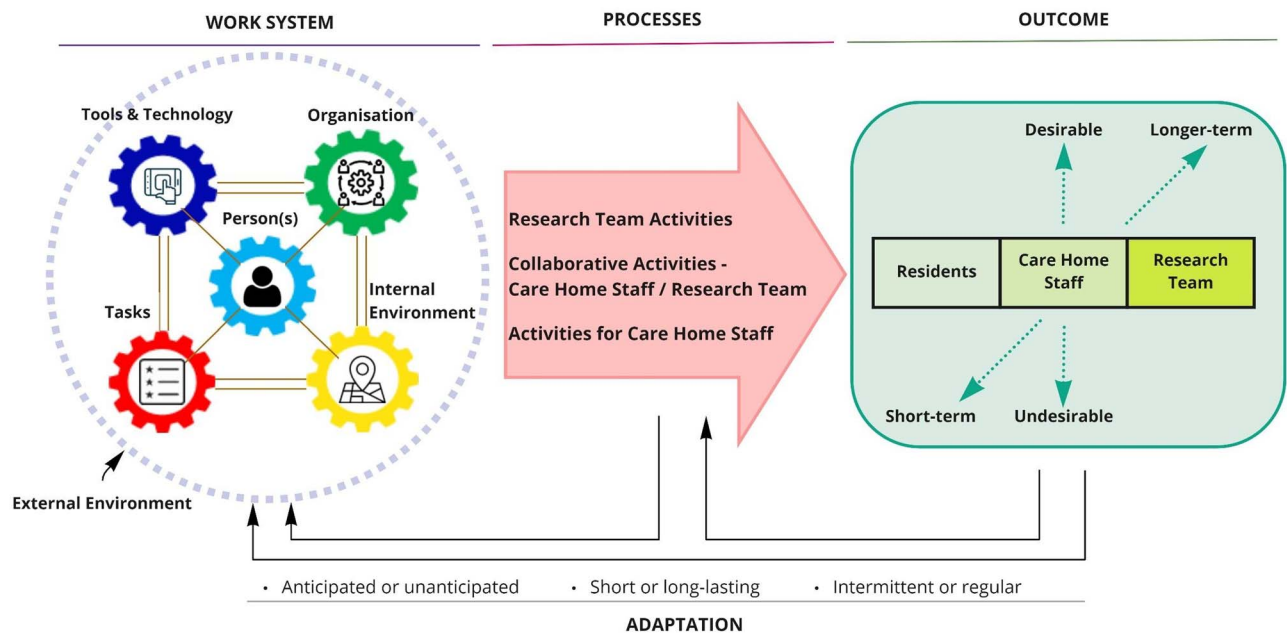 WORK SYSTEM
PROCESSES
OUTCOME
Tools & Technology
Organisation
Person(s)
Tasks
Internal
Environment
External Environment
Research Team Activities
Collaborative Activities -
Care Home Staff / Research Team
Activities for Care Home Staff
Desirable
Longer-term
Residents
Care Home
Staff
Research
Team
Short-term
Undesirable
• Anticipated or unanticipated
• Short or long-lasting
• Intermittent or regular
ADAPTATION